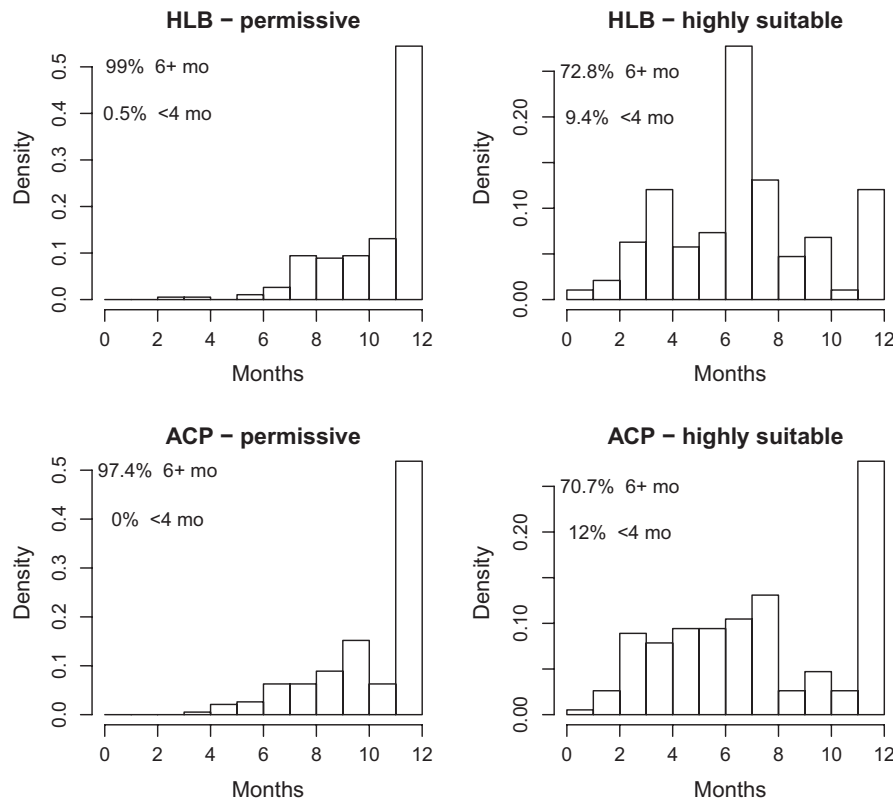 HLB − permissive
99%  6+ mo
0.5%  <4 mo
Density
0.0 0.1 0.2 0.3 0.4 0.5
0 2 4 6 8 10 12
Months
HLB − highly suitable
72.8%  6+ mo
9.4%  <4 mo
Density
0.00 0.10 0.20
0 2 4 6 8 10 12
Months
ACP − permissive
97.4%  6+ mo
0%  <4 mo
Density
0.0 0.1 0.2 0.3 0.4 0.5
0 2 4 6 8 10 12
Months
ACP − highly suitable
70.7%  6+ mo
12%  <4 mo
Density
0.00 0.10 0.20
0 2 4 6 8 10 12
Months